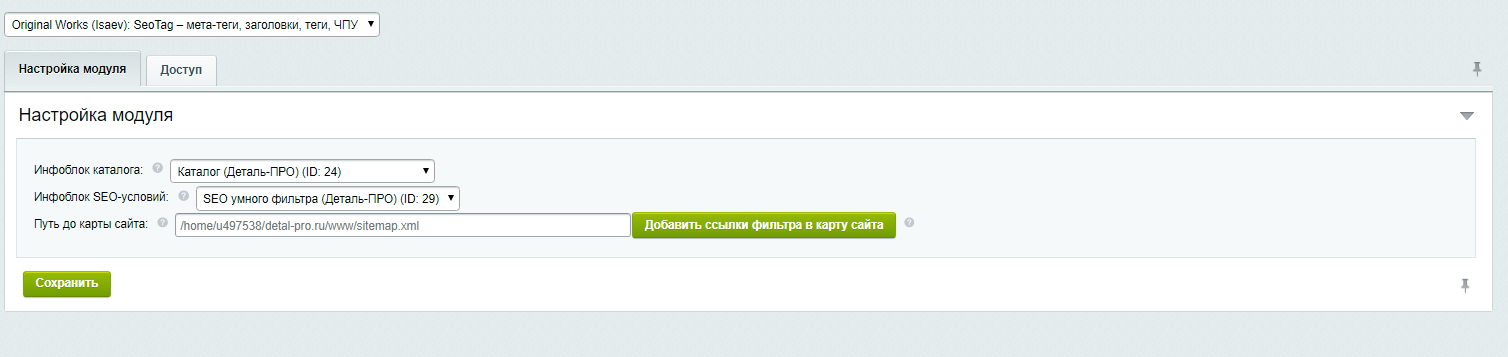 Original Works (Isaev): SeoTag – мета-теги, заголовки, теги, ЧПУ
Настройка модуля Доступ
Настройка модуля
Инфоблок каталога: ? Каталог (Деталь-ПРО) (ID: 24)
Инфоблок SEO-условий: ? SEO умного фильтра (Деталь-ПРО) (ID: 29)
Путь до карты сайта: ? /home/u497538/detal-pro.ru/www/sitemap.xml Добавить ссылки фильтра в карту сайта ?
Сохранить